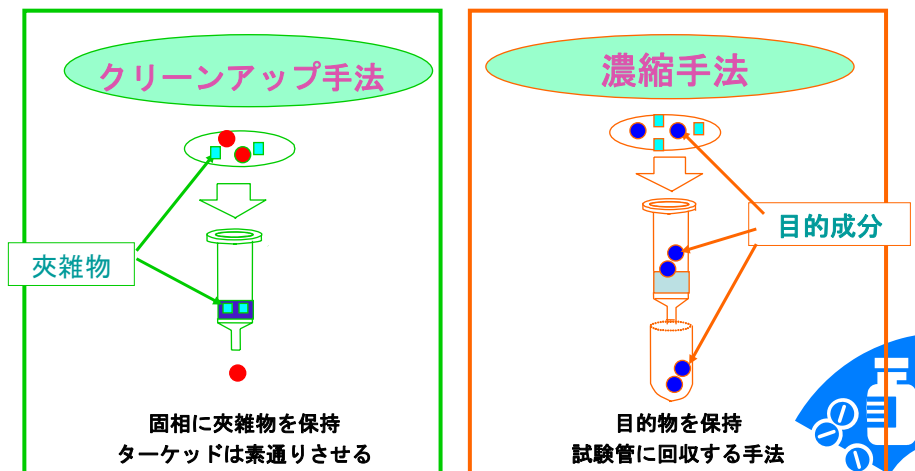 クリーンアップ手法
夾雑物
固相に夾雑物を保持
ターケッドは素通りさせる
濃縮手法
目的成分
目的物を保持
試験管に回収する手法